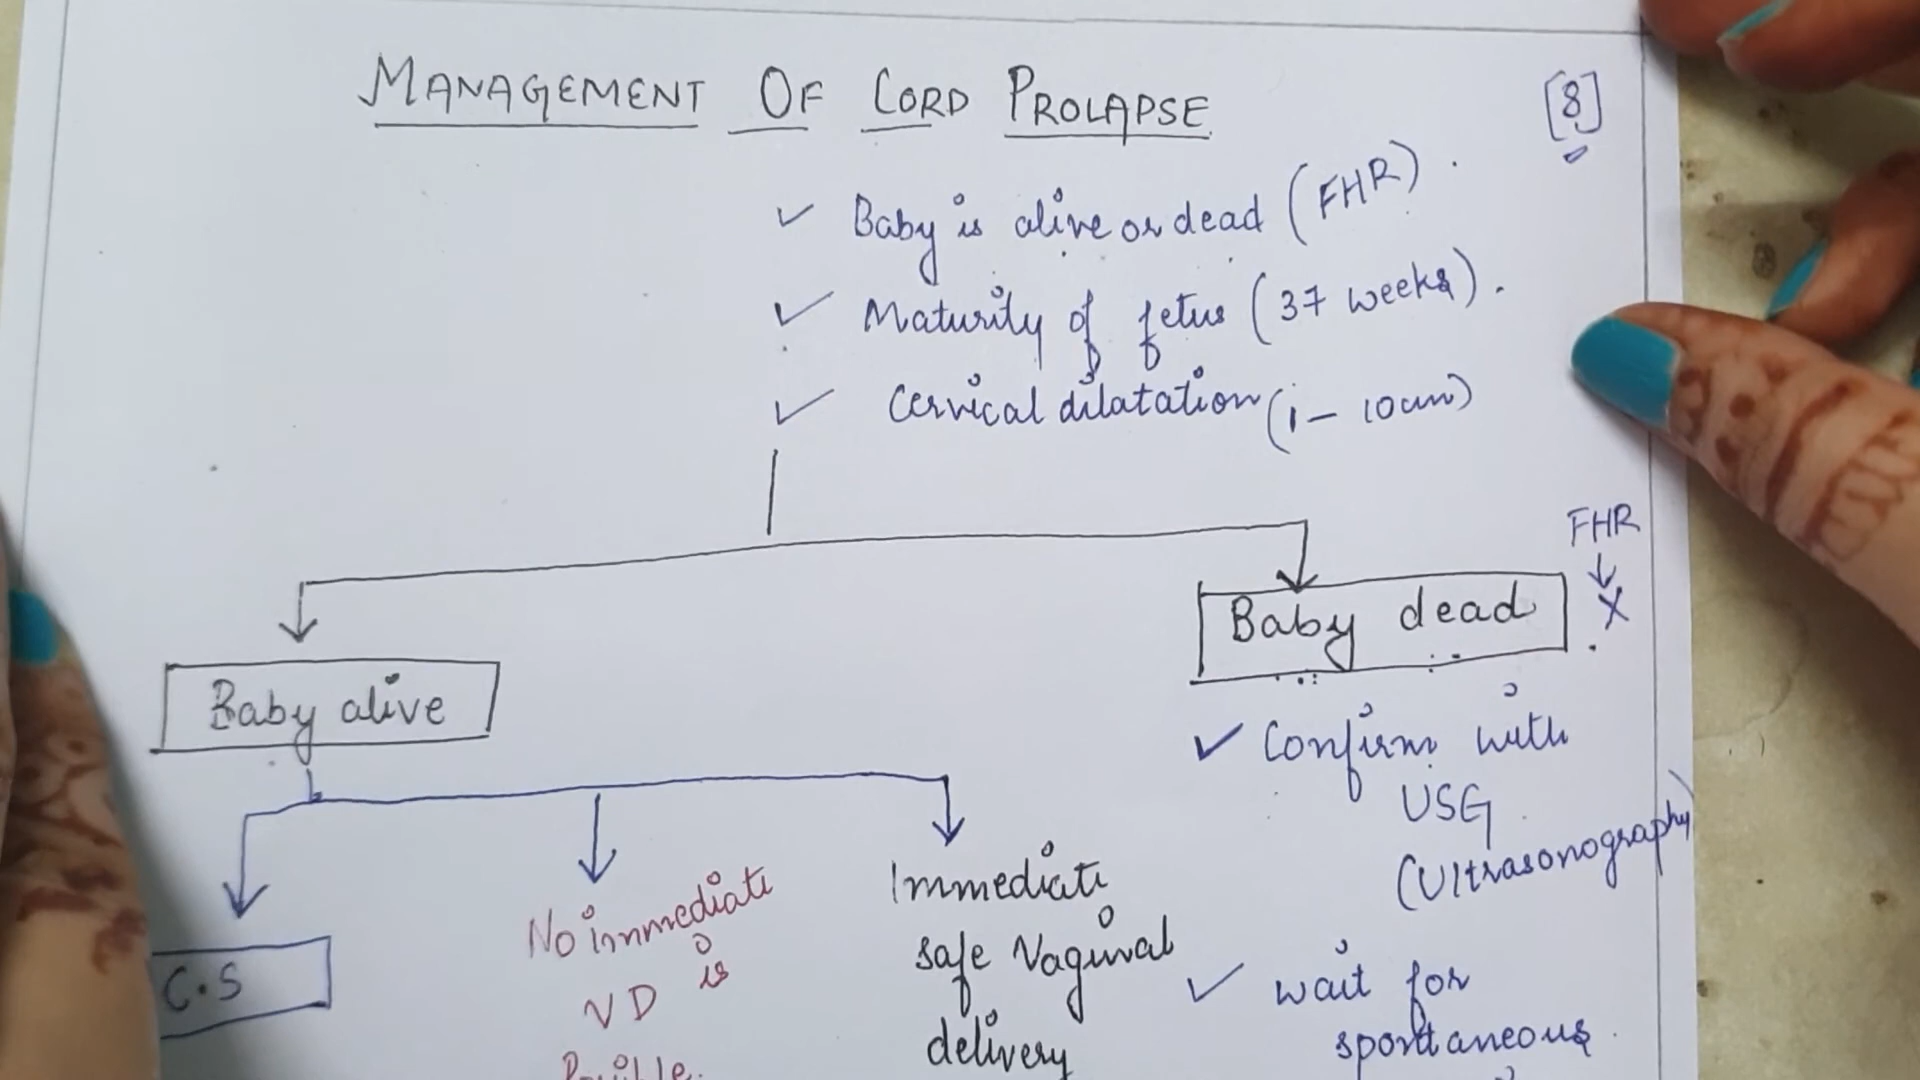 MANAGEMENT OF CORD PROLAPSE
[8]
✓ Baby is alive or dead (FHR).
✓ Maturity of fetus (37 weeks).
✓ Cervical dilatation (1-10cm)
FHR
↓
X
Baby dead
Baby alive
✓ Confirm with
USG
(Ultrasonography)
✓ wait for
spontaneous
C.S
No immediate
VD is
Immediate
safe Vaginal
delivery